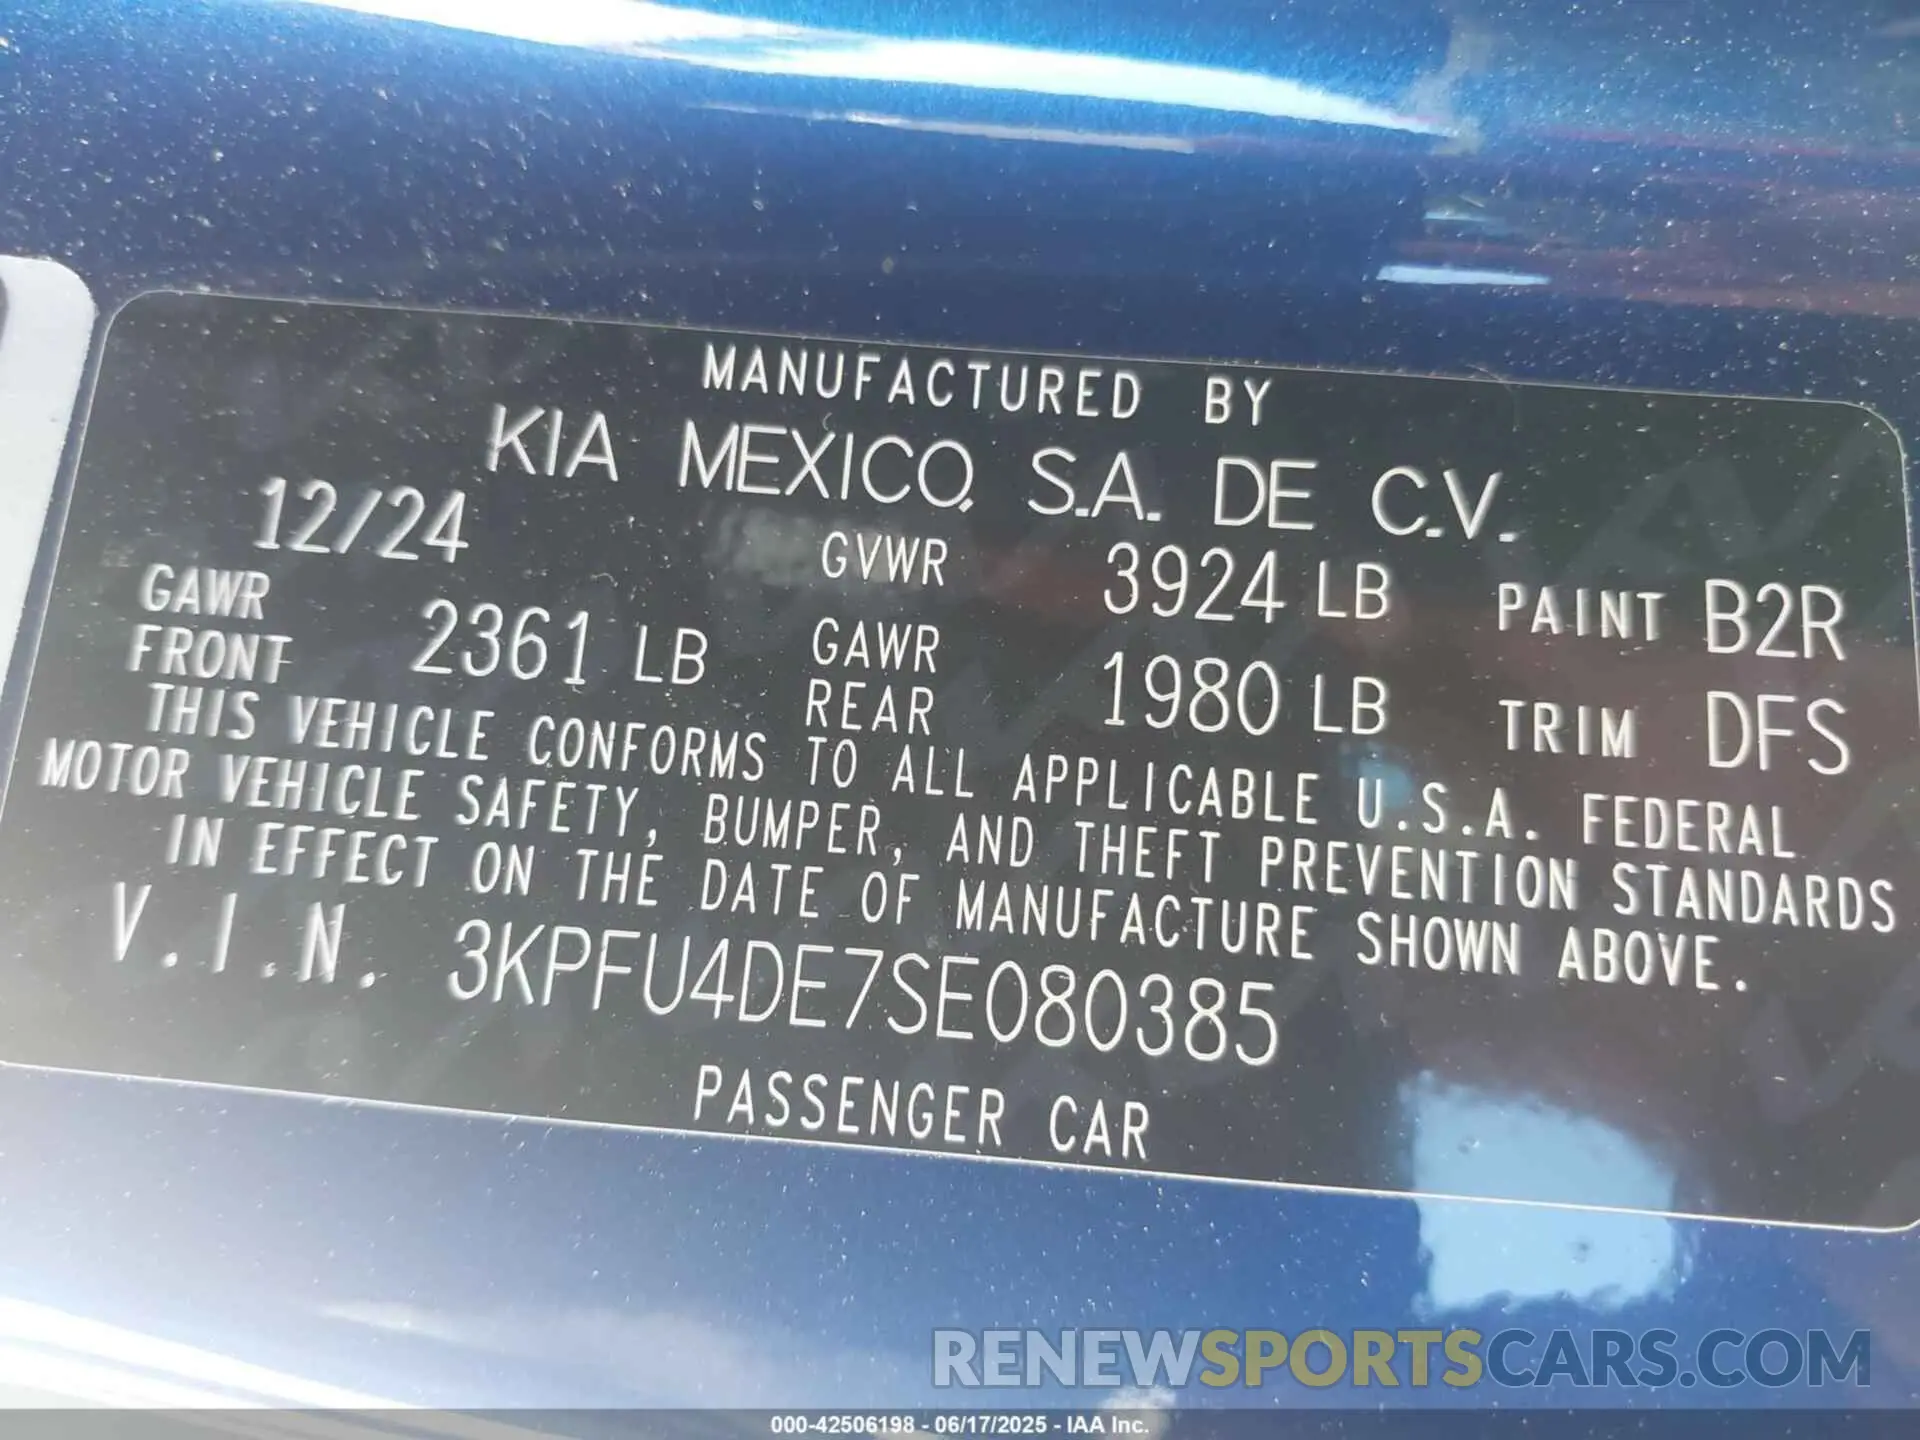 MANUFACTURED BY
KIA MEXICO, S.A. DE C.V.
12/24 GVWR 3924 LB PAINT B2R
GAWR FRONT 2361 LB GAWR REAR 1980 LB TRIM DFS
THIS VEHICLE CONFORMS TO ALL APPLICABLE U.S.A. FEDERAL
MOTOR VEHICLE SAFETY, BUMPER, AND THEFT PREVENTION STANDARDS
IN EFFECT ON THE DATE OF MANUFACTURE SHOWN ABOVE.
V.I.N. 3KPFU4DE7SE080385
PASSENGER CAR
RENEWSPORTSCARS.COM
000-42506198 - 06/17/2025 - IAA Inc.